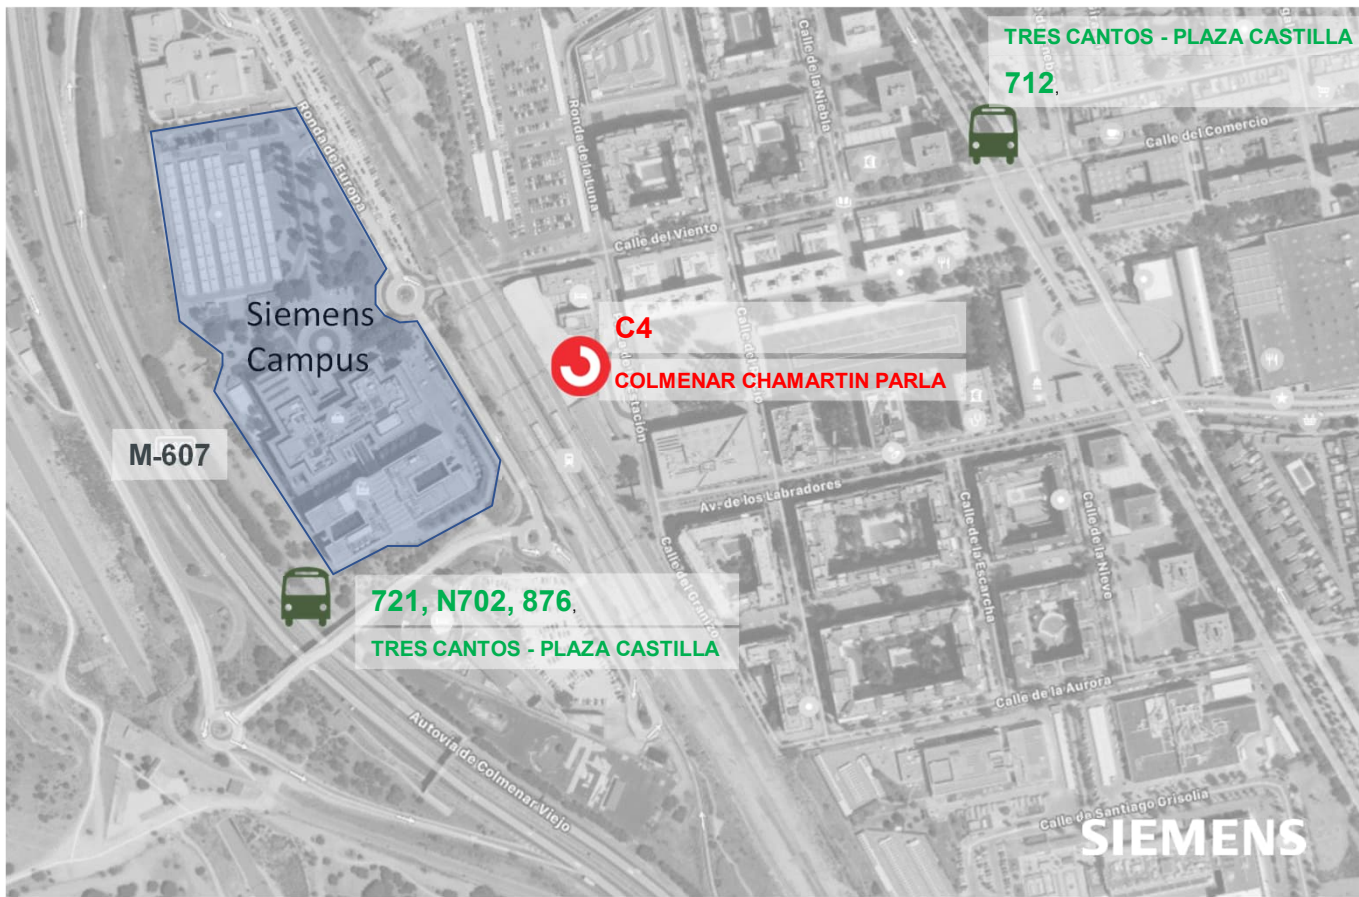 TRES CANTOS - PLAZA CASTILLA
712,
Calle de la Niebla
Ronda de Europa
Ronda de la Luna
Calle del Comercio
Calle del Viento
Siemens
Campus
C4
COLMENAR CHAMARTIN PARLA
Estación
M-607
Av. de los Labradores
Calle de la Escarcha
Calle de la Nieve
Calle del Granizo
721, N702, 876,
TRES CANTOS - PLAZA CASTILLA
Calle de la Aurora
Autovía de Colmenar Viejo
Calle de Santiago Grisolía
SIEMENS